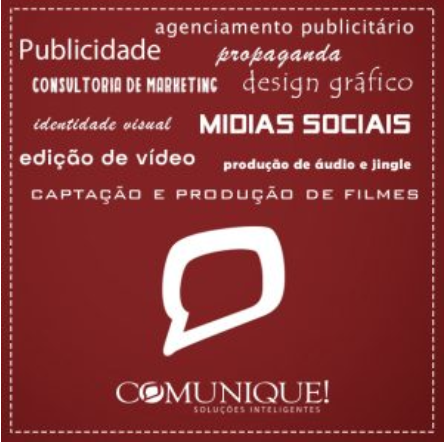 agenciamento publicitário
Publicidade propaganda
CONSULTORIA DE MARKETING design gráfico
identidade visual MIDIAS SOCIAIS
edição de vídeo produção de áudio e jingle
CAPTAÇÃO E PRODUÇÃO DE FILMES
COMUNIQUE!
SOLUÇÕES INTELIGENTES